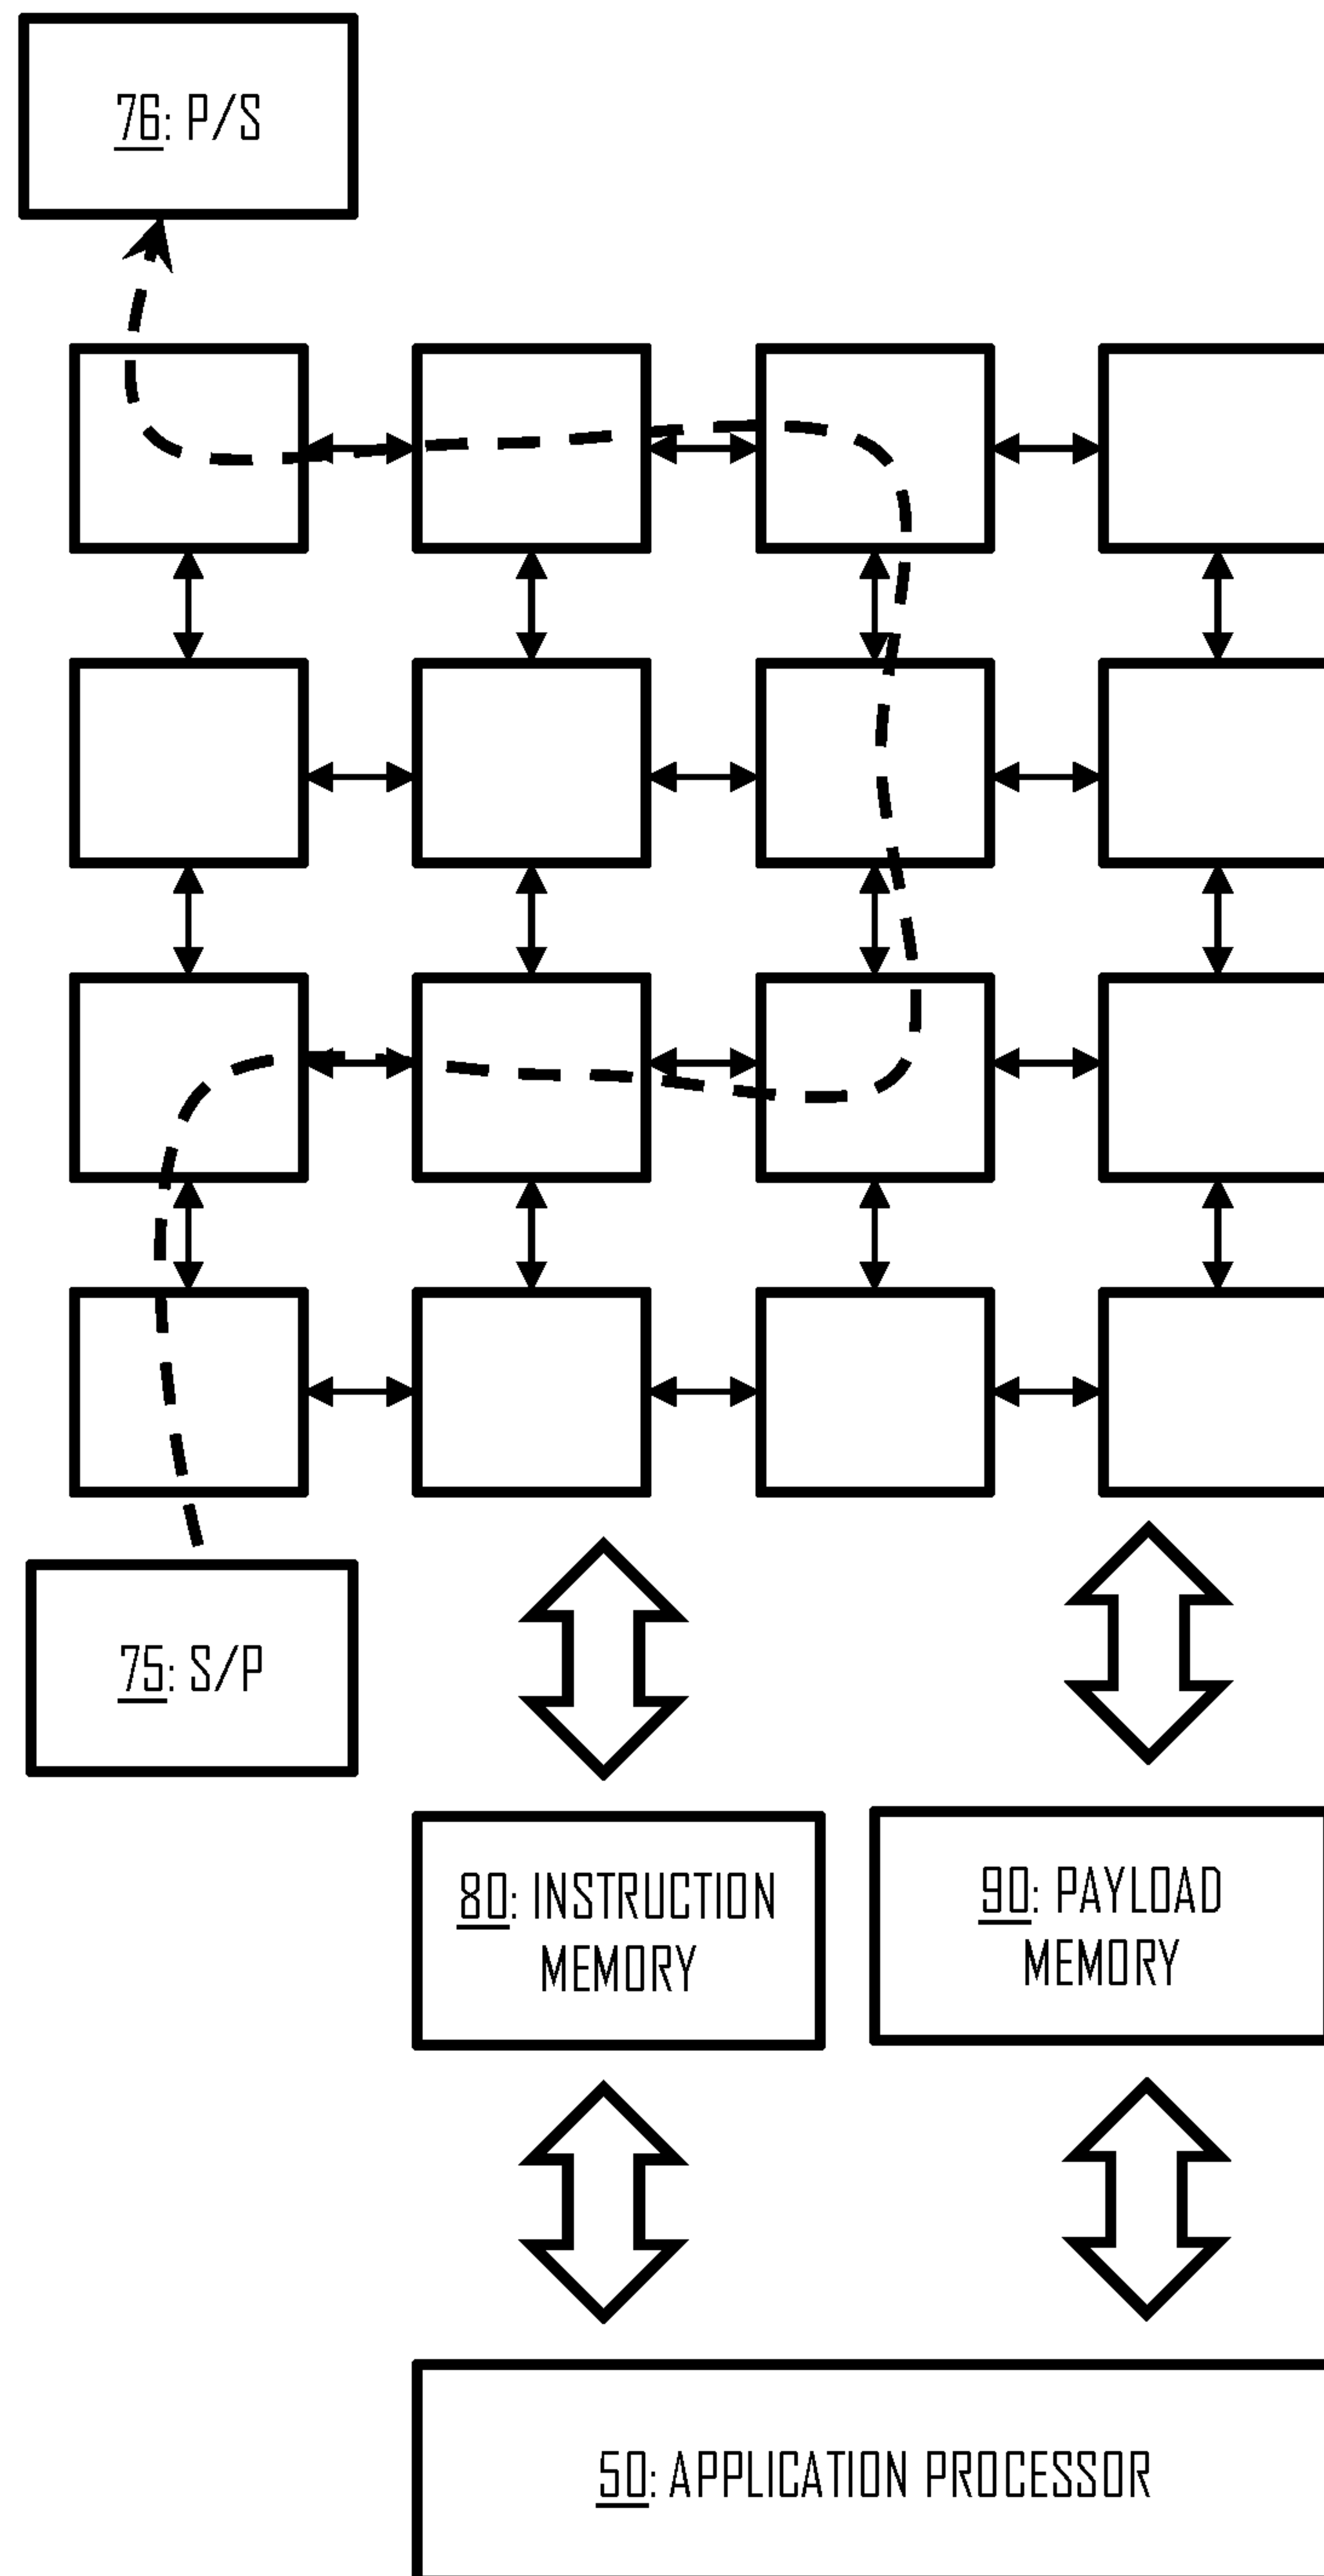 76: P/S
75: S/P
80: INSTRUCTION
MEMORY
90: PAYLOAD
MEMORY
50: APPLICATION PROCESSOR